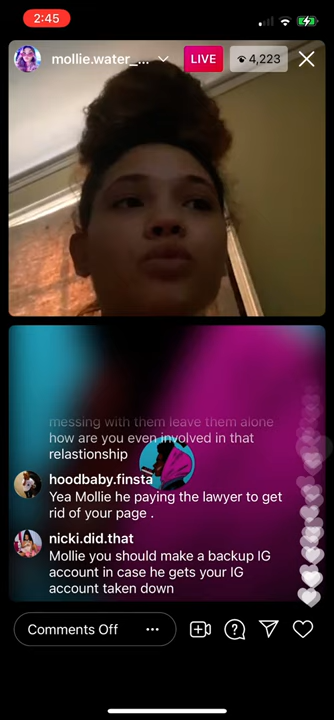 2:45
mollie.water_...
LIVE
4,223
messing with them leave them alone
how are you even involved in that
relastionship
hoodbaby.finsta
Yea Mollie he paying the lawyer to get
rid of your page .
nicki.did.that
Mollie you should make a backup IG
account in case he gets your IG
account taken down
Comments Off